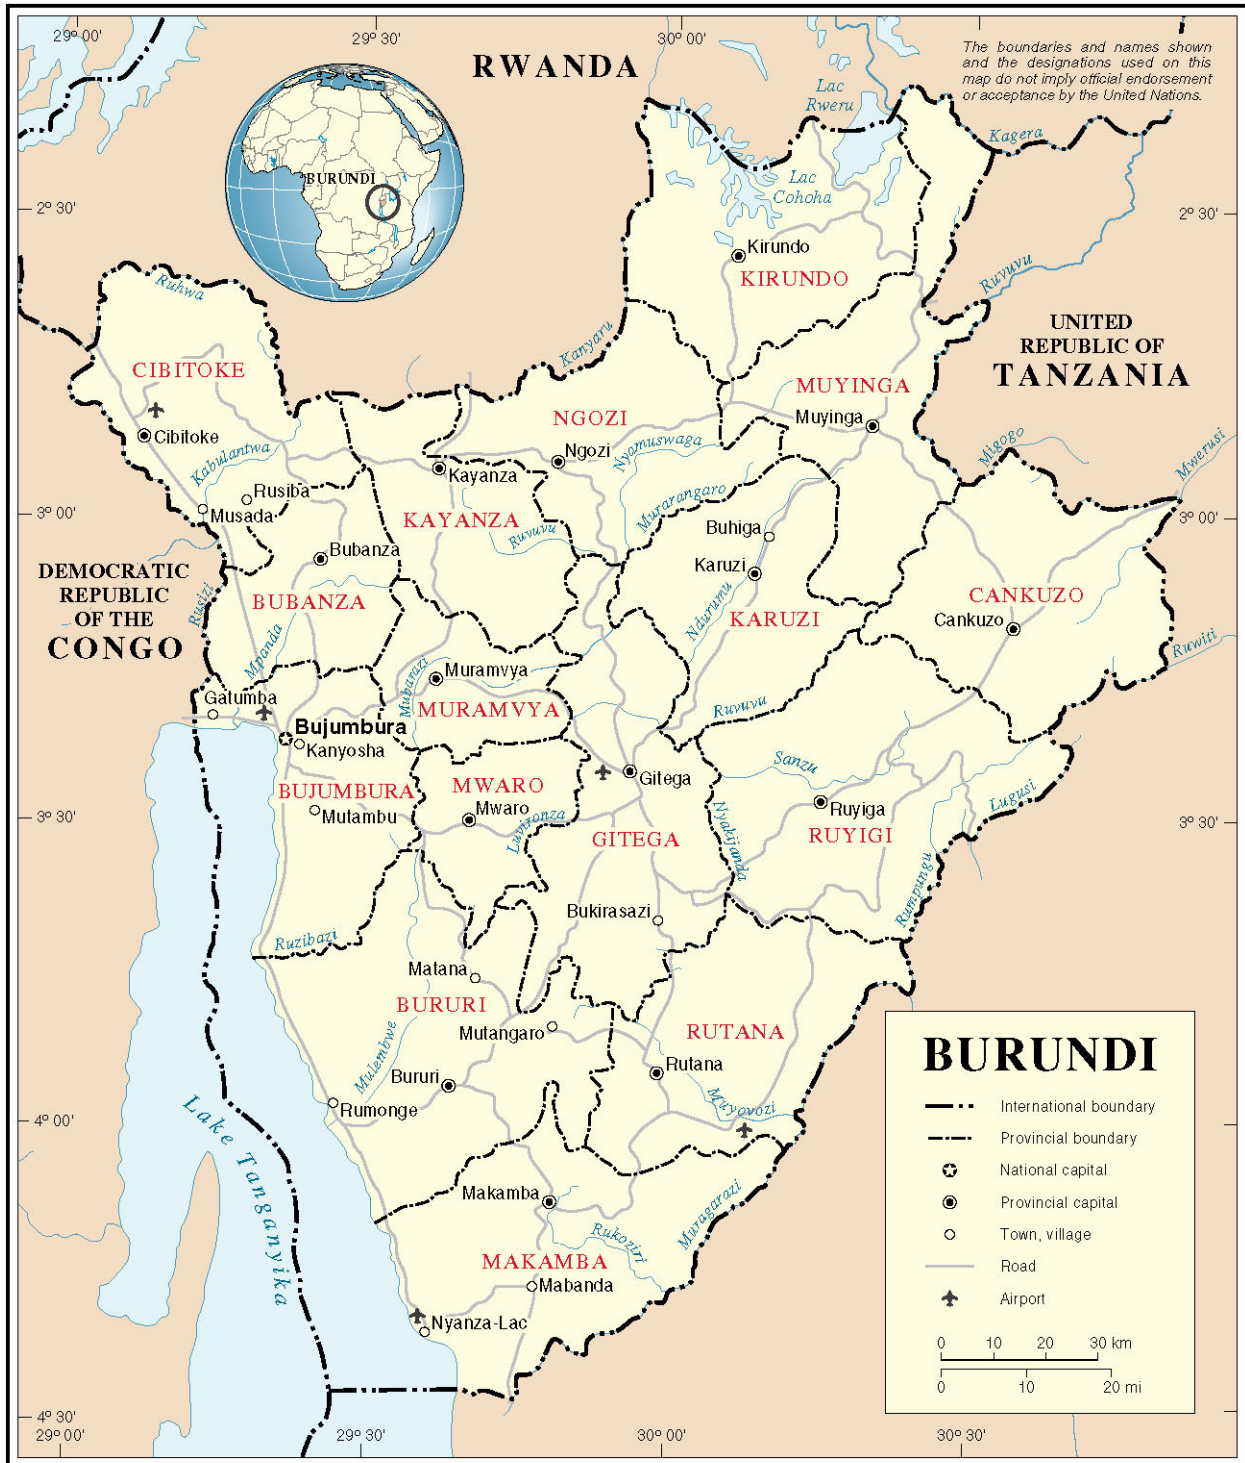 29° 00'
29° 30'
30° 00'
RWANDA
The boundaries and names shown
and the designations used on this
map do not imply official endorsement
or acceptance by the United Nations.
Lac
Rweru
Kagera
BURUNDI
Lac
Cohoha
2° 30'
2° 30'
Kirundo
KIRUNDO
Ruvuvu
Ruhwa
Kanyaru
UNITED
REPUBLIC OF
TANZANIA
CIBITOKE
MUYINGA
NGOZI
Muyinga
Cibitoke
Kabulantwa
Ngozi
Nyamuswaga
Migogo
Mwerusi
Kayanza
Rusiba
Musada
Murarangaro
3° 00'
3° 00'
KAYANZA
Ruvuvu
Buhiga
Bubanza
Karuzi
DEMOCRATIC
REPUBLIC
OF THE
CONGO
Rusizi
BUBANZA
Ndurumu
KARUZI
CANKUZO
Cankuzo
Ruwiti
Mpanda
Mubarazi
Muramvya
MURAMVYA
Ruvuvu
Gatumba
Bujumbura
Kanyosha
Gitega
Sanzu
BUJUMBURA
Mutambu
MWARO
Mwaro
Luvironza
GITEGA
Nyakijanda
Ruyiga
RUYIGI
Lugusi
3° 30'
3° 30'
Rumpungu
Bukirasazi
Ruzibazi
Matana
BURURI
Mutangaro
RUTANA
Mulembwe
Bururi
Rutana
Rumonge
Muyovozi
4° 00'
Lake Tanganyika
Makamba
Rukoziri
Muragarazi
MAKAMBA
Mabanda
Nyanza-Lac
BURUNDI
International boundary
Provincial boundary
National capital
Provincial capital
Town, village
Road
Airport
0 10 20 30 km
0 10 20 mi
4° 30'
29° 00'
29° 30'
30° 00'
30° 30'